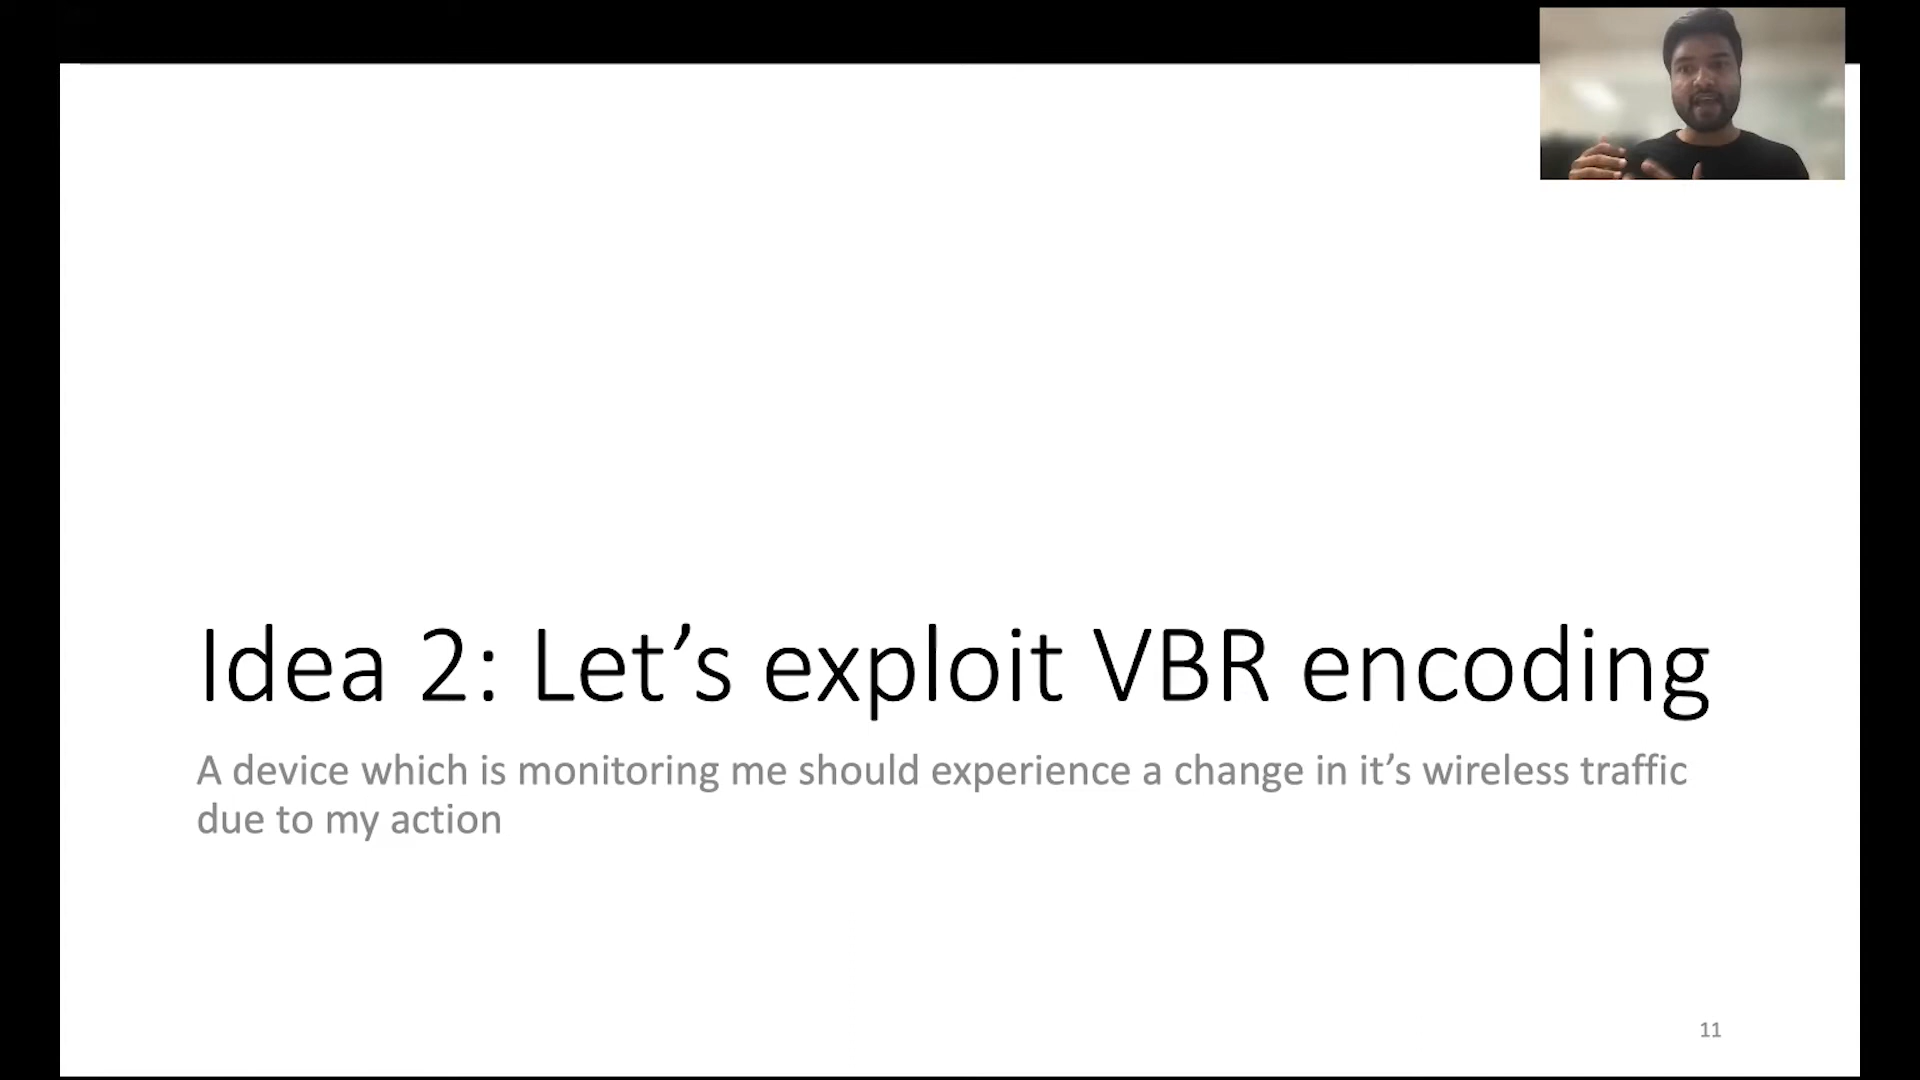 Idea 2: Let’s exploit VBR encoding
A device which is monitoring me should experience a change in it’s wireless traffic
due to my action
11